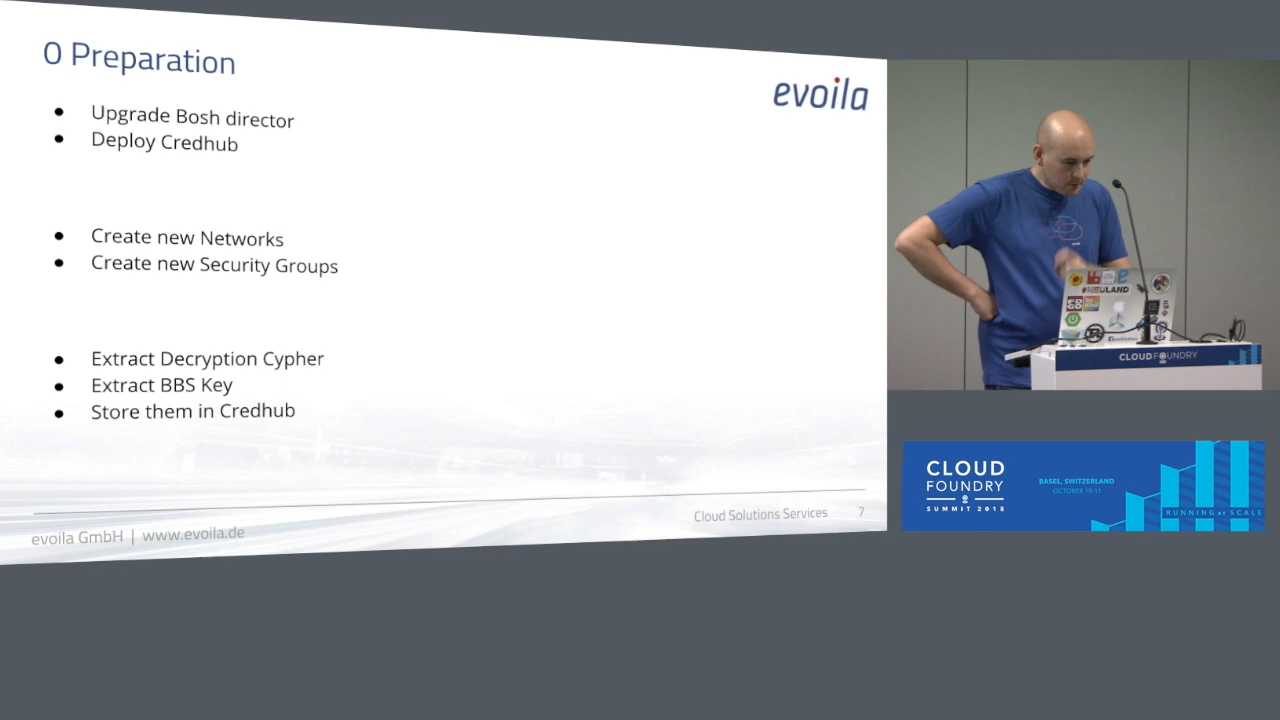 0 Preparation
evoila
Upgrade Bosh director
Deploy Credhub
Create new Networks
Create new Security Groups
Extract Decryption Cypher
Extract BBS Key
Store them in Credhub
evoila GmbH | www.evoila.de
Cloud Solutions Services 7
#NEULAND
git
CLOUD FOUNDRY
CLOUD
FOUNDRY
SUMMIT 2018
BASEL, SWITZERLAND
OCTOBER 10-11
RUNNING AT SCALE